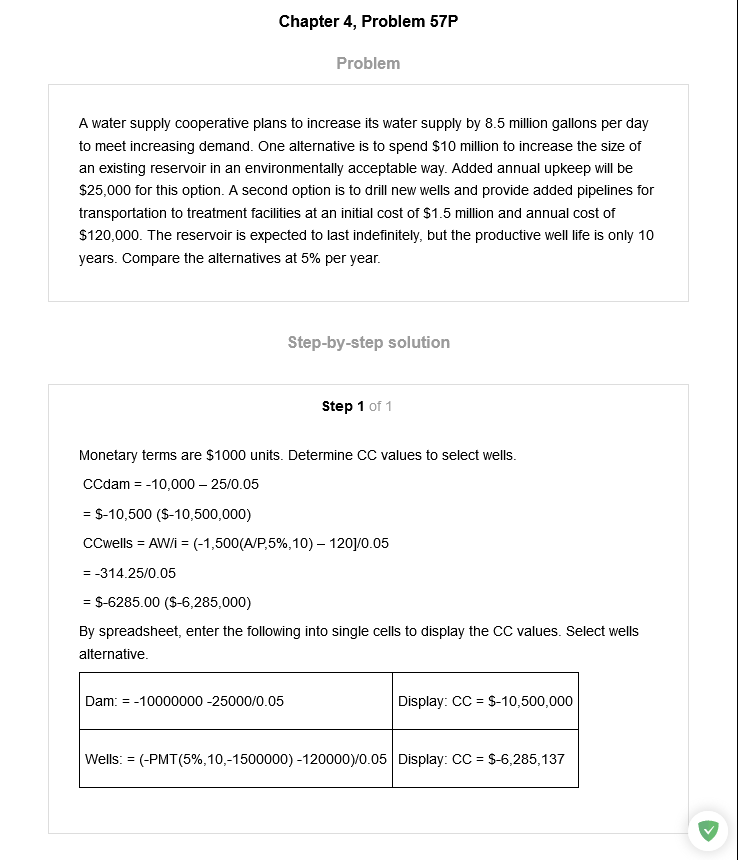 Chapter 4, Problem 57P
Problem
A water supply cooperative plans to increase its water supply by 8.5 million gallons per day
to meet increasing demand. One alternative is to spend $10 million to increase the size of
an existing reservoir in an environmentally acceptable way. Added annual upkeep will be
$25,000 for this option. A second option is to drill new wells and provide added pipelines for
transportation to treatment facilities at an initial cost of $1.5 million and annual cost of
$120,000. The reservoir is expected to last indefinitely, but the productive well life is only 10
years. Compare the alternatives at 5% per year.
Step-by-step solution
Step 1 of 1
Monetary terms are $1000 units. Determine CC values to select wells.
CCdam = -10,000 – 25/0.05
= $-10,500 ($-10,500,000)
CCwells = AW/i = (-1,500(A/P,5%,10) – 120]/0.05
= -314.25/0.05
= $-6285.00 ($-6,285,000)
By spreadsheet, enter the following into single cells to display the CC values. Select wells
alternative.
Dam: = -10000000 -25000/0.05 Display: CC = $-10,500,000
Wells: = (-PMT(5%,10,-1500000) -120000)/0.05 Display: CC = $-6,285,137